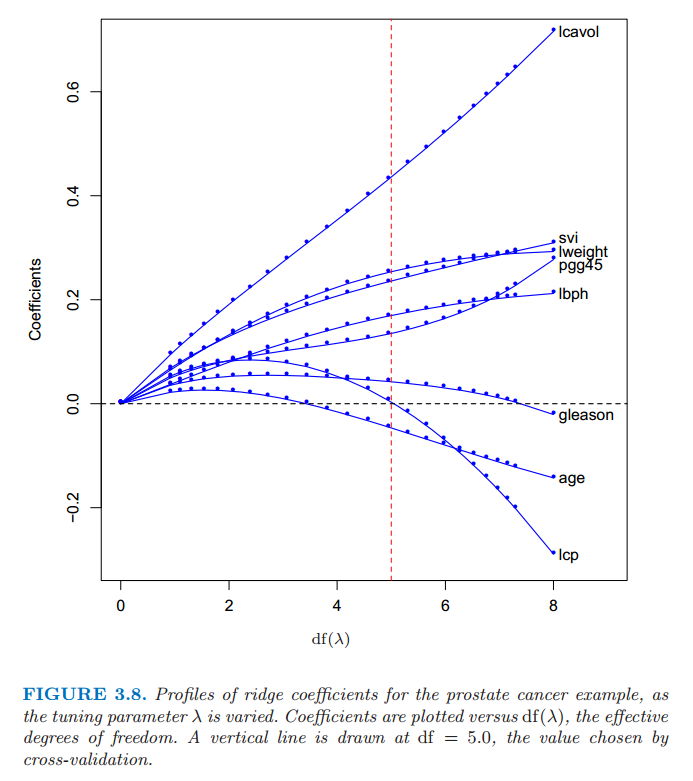 lcavol
0.6
0.4
Coefficients
svi
lweight
pgg45
0.2
lbph
0.0
gleason
age
−0.2
lcp
0 2 4 6 8
df(λ)
FIGURE 3.8. Profiles of ridge coefficients for the prostate cancer example, as
the tuning parameter λ is varied. Coefficients are plotted versus df(λ), the effective
degrees of freedom. A vertical line is drawn at df = 5.0, the value chosen by
cross-validation.